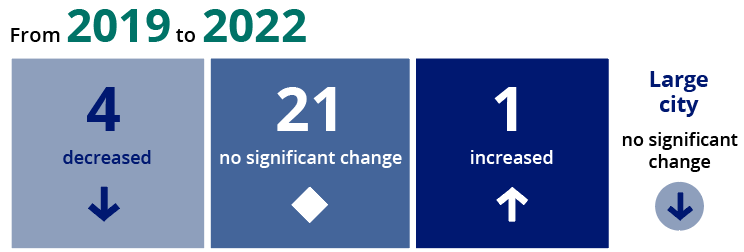 From 2019 to 2022
4
decreased
21
no significant change
1
increased
Large
city
no significant
change